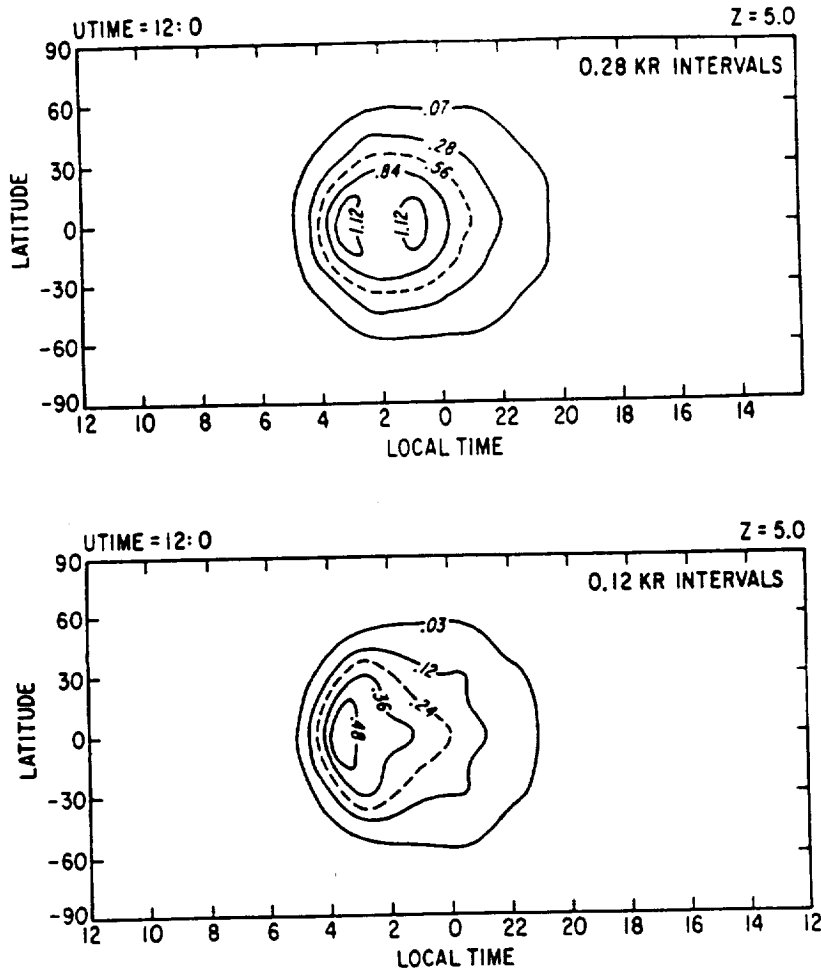 UTIME = 12:0
Z = 5.0
90
0.28 KR INTERVALS
60
.07
.28
30
.56
.84
LATITUDE
0
1.12
1.12
-30
-60
-90
12 10 8 6 4 2 0 22 20 18 16 14
LOCAL TIME
UTIME = 12:0
Z = 5.0
90
0.12 KR INTERVALS
60
.03
.12
30
.36
.24
LATITUDE
0
.48
-30
-60
-90
12 10 8 6 4 2 0 22 20 18 16 14 12
LOCAL TIME